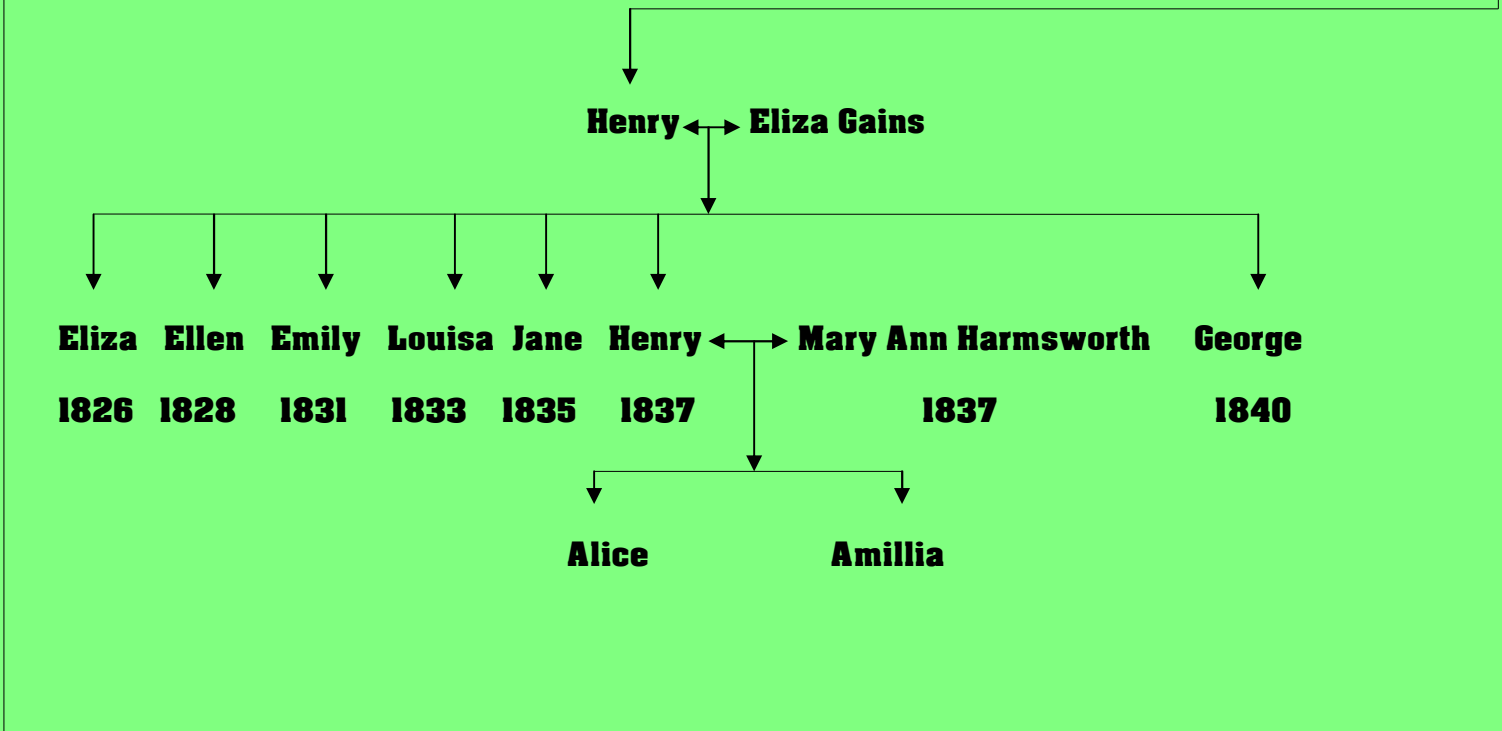 Henry Eliza Gains
Eliza Ellen Emily Louisa Jane Henry Mary Ann Harmsworth George
1826 1828 1831 1833 1835 1837 1837 1840
Alice Amillia